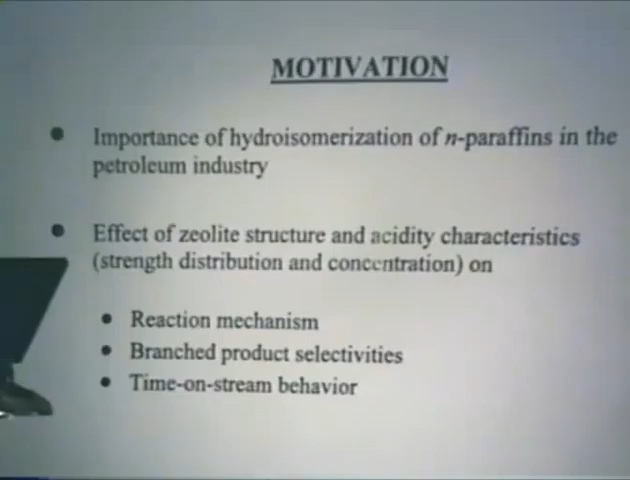 MOTIVATION
• Importance of hydroisomerization of n-paraffins in the
petroleum industry
• Effect of zeolite structure and acidity characteristics
(strength distribution and concentration) on
• Reaction mechanism
• Branched product selectivities
• Time-on-stream behavior